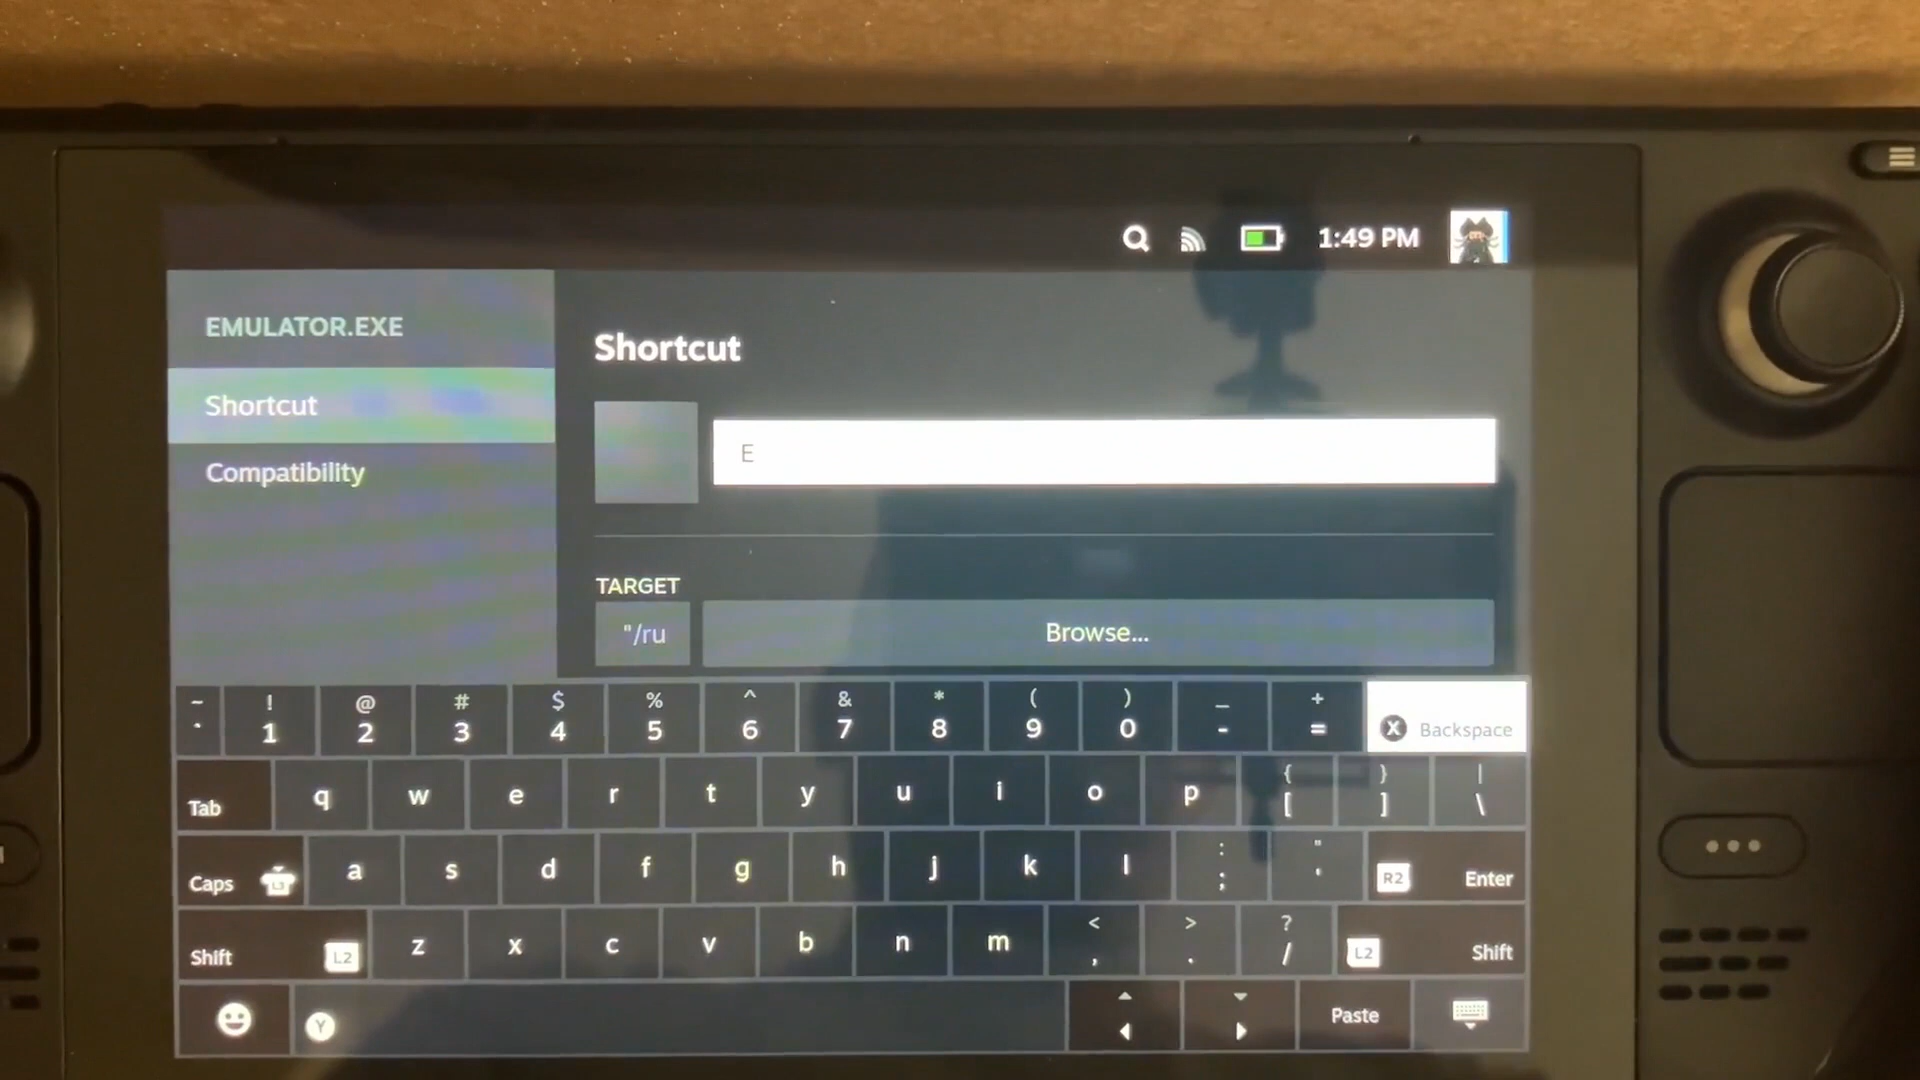 1:49 PM
EMULATOR.EXE
Shortcut
Compatibility
Shortcut
E
TARGET
"/ru
Browse...
~ ! @ # $ % ^ & * ( ) _ +
` 1 2 3 4 5 6 7 8 9 0 - = X Backspace
Tab q w e r t y u i o p { [ } ] | \
Caps L3 a s d f g h j k l : ; " ' R2 Enter
Shift L2 z x c v b n m < , > . ? / L2 Shift
Y Paste